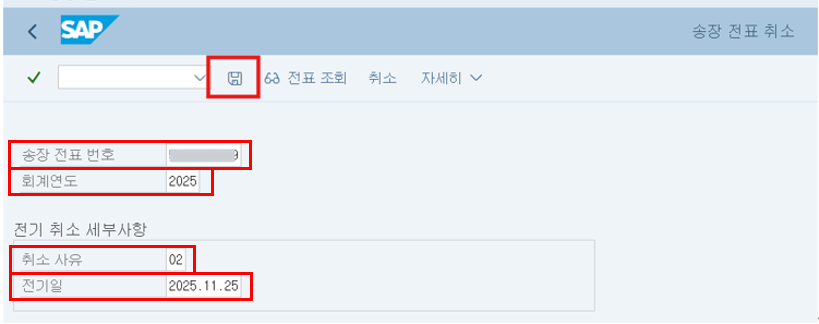 SAP 송장 전표 취소
전표 조회 취소 자세히
송장 전표 번호 9
회계연도 2025
전기 취소 세부사항
취소 사유 02
전기일 2025.11.25